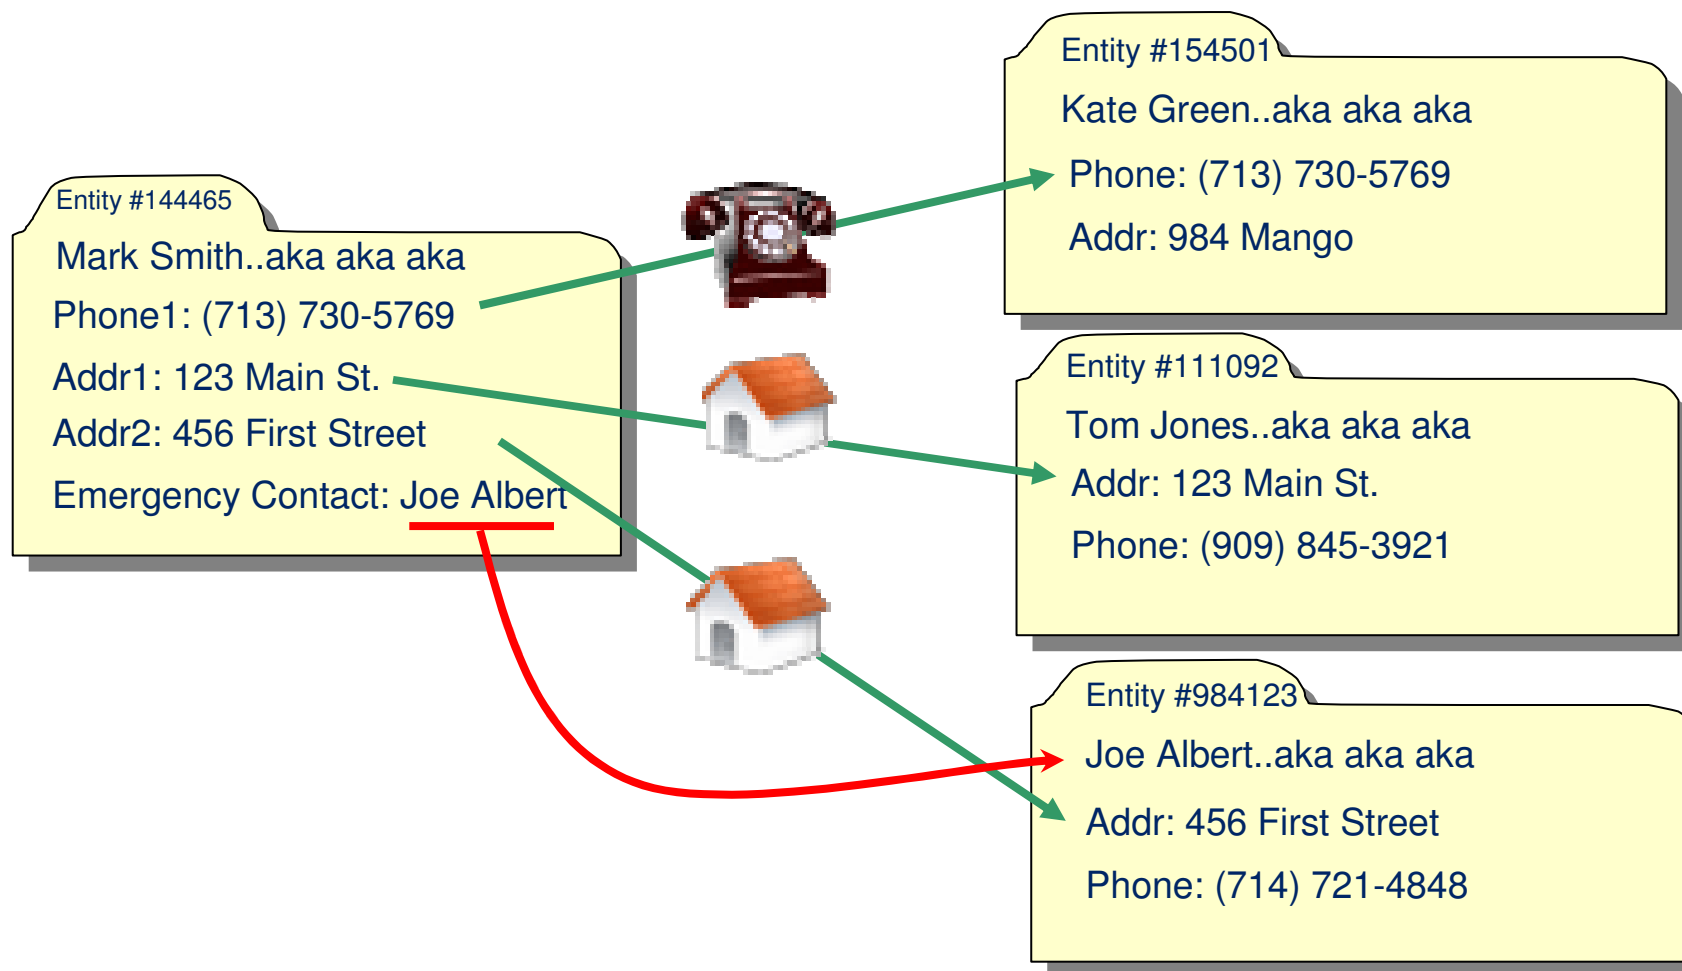 Entity #144465
Mark Smith..aka aka aka
Phone1: (713) 730-5769
Addr1: 123 Main St.
Addr2: 456 First Street
Emergency Contact: Joe Albert
Entity #154501
Kate Green..aka aka aka
Phone: (713) 730-5769
Addr: 984 Mango
Entity #111092
Tom Jones..aka aka aka
Addr: 123 Main St.
Phone: (909) 845-3921
Entity #984123
Joe Albert..aka aka aka
Addr: 456 First Street
Phone: (714) 721-4848